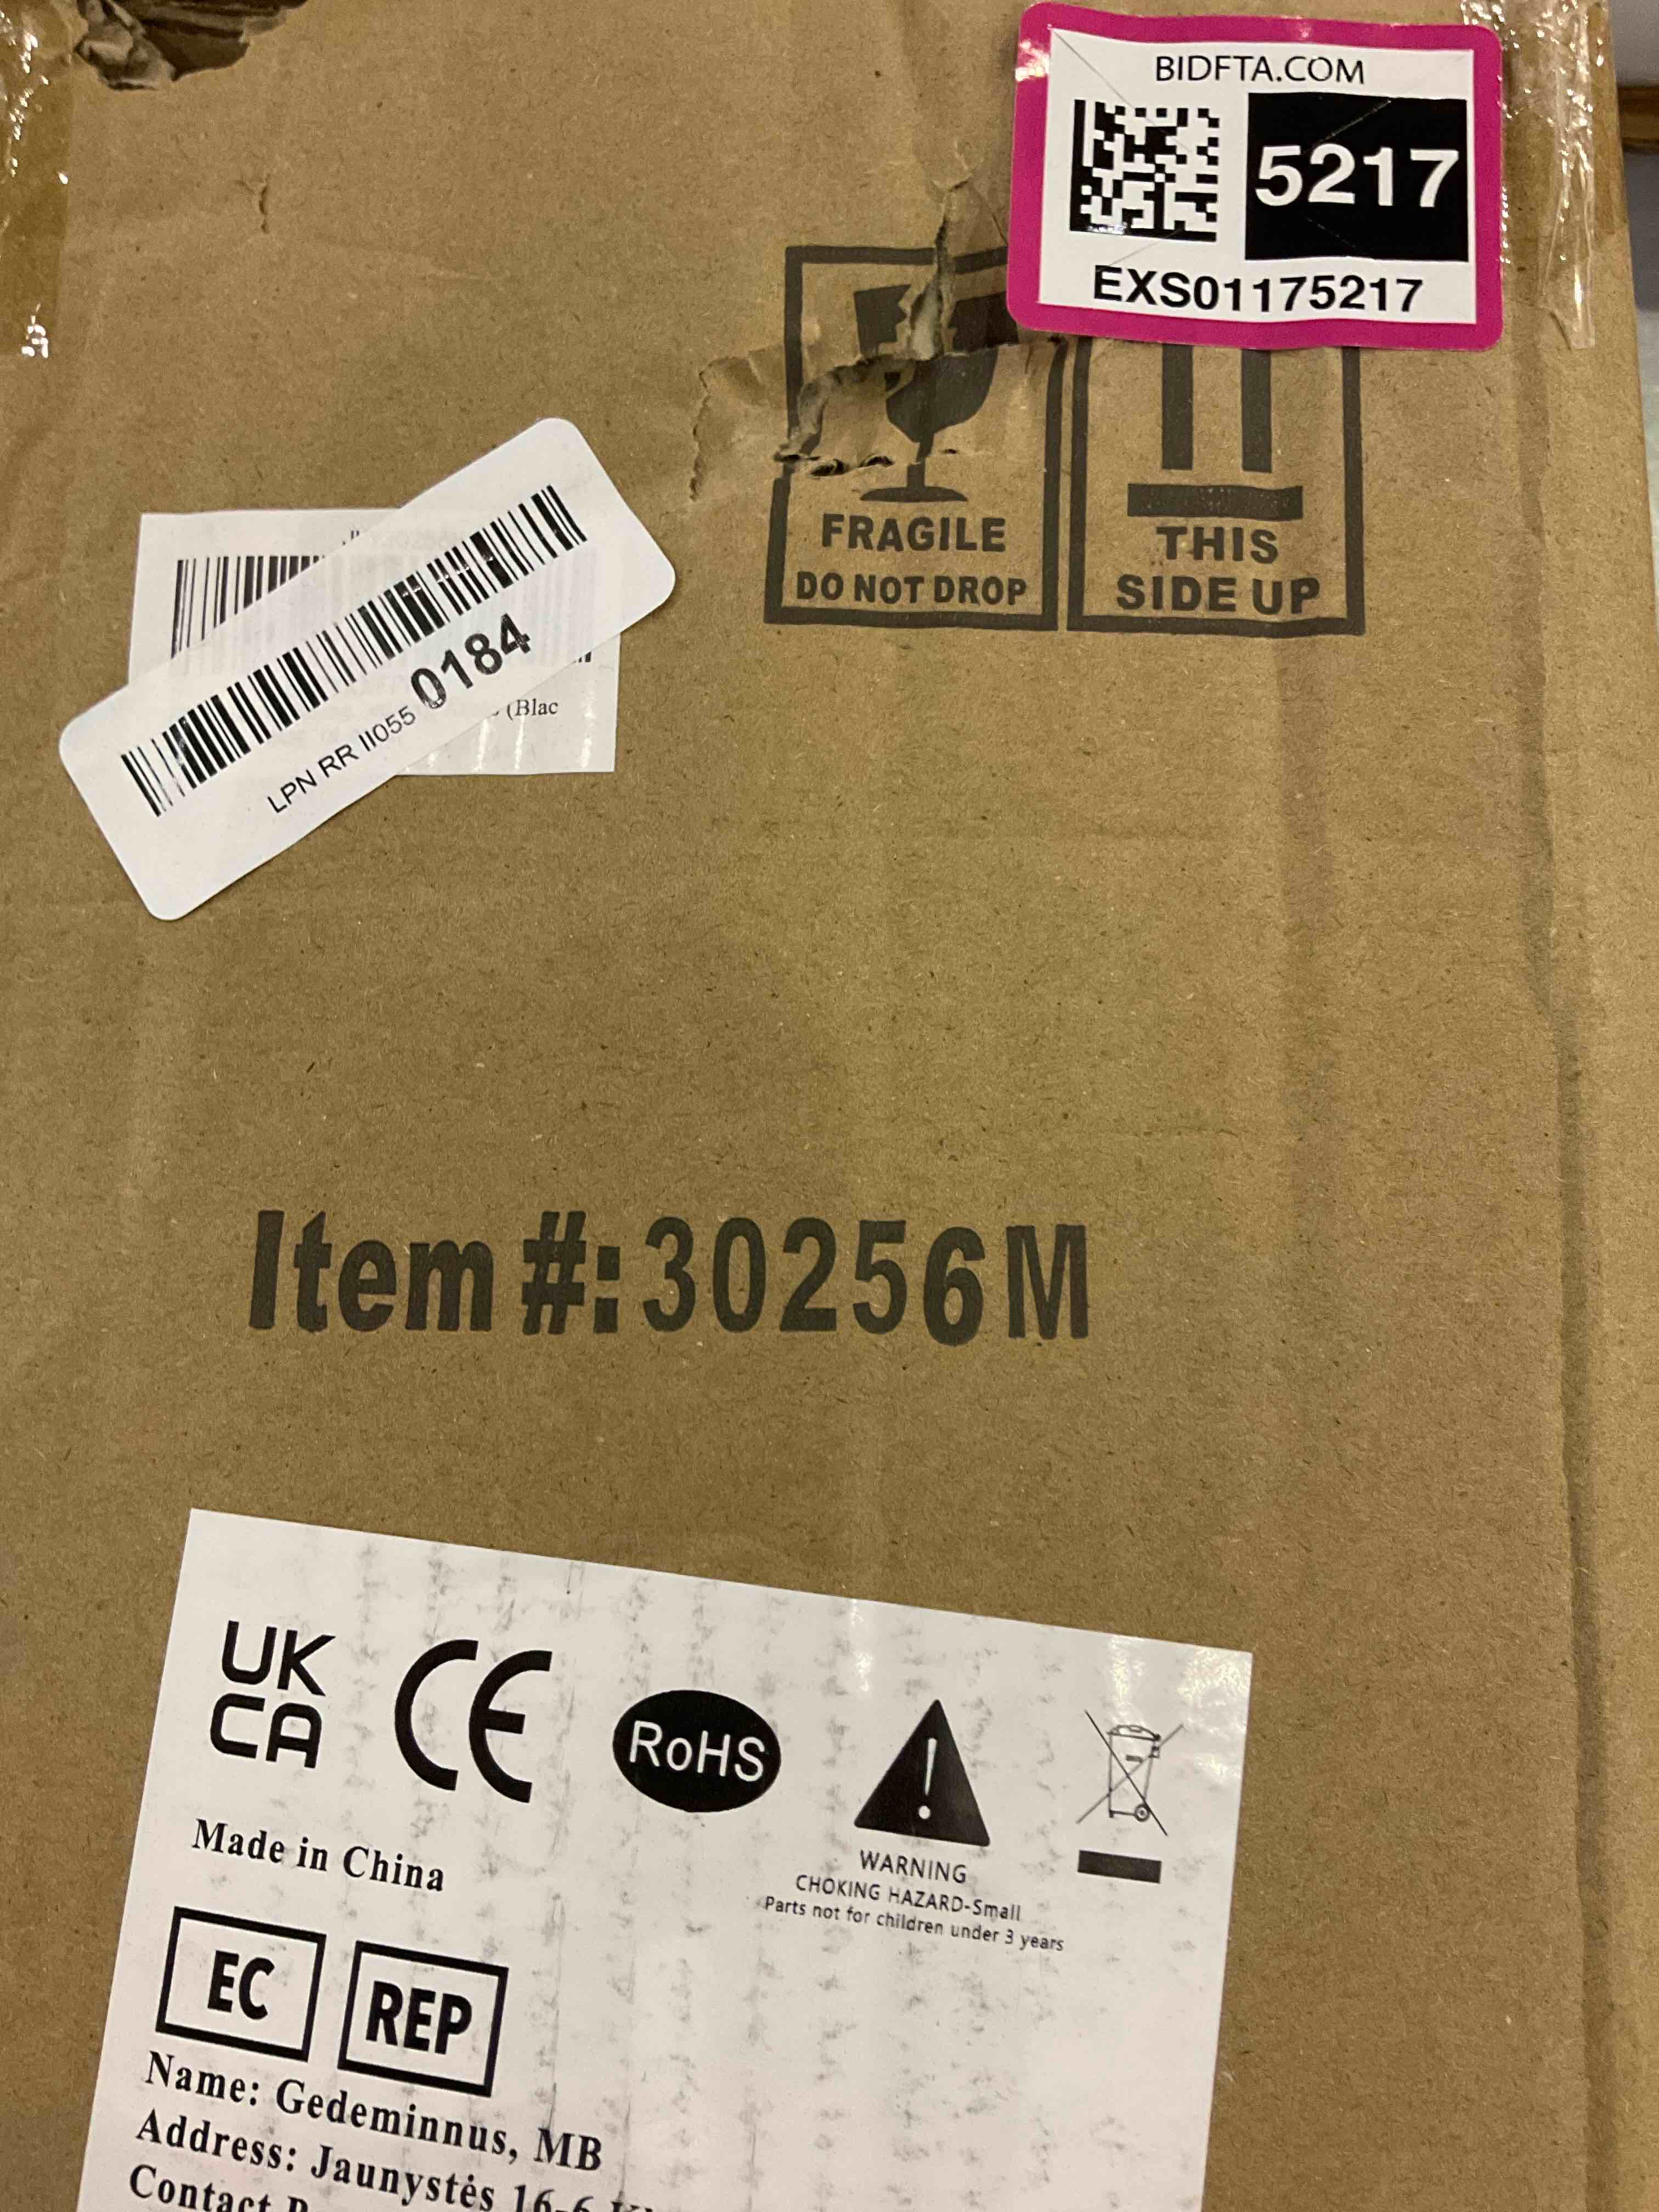 BIDFTA.COM
5217
EXS01175217
FRAGILE
DO NOT DROP
THIS
SIDE UP
(Blac
LPN RR II055 0184
Item #:30256M
UK
CA
CE
RoHS
WARNING
CHOKING HAZARD-Small
Parts not for children under 3 years
Made in China
EC
REP
Name: Gedeminnus, MB
Address: Jaunystės 16-6
Contact